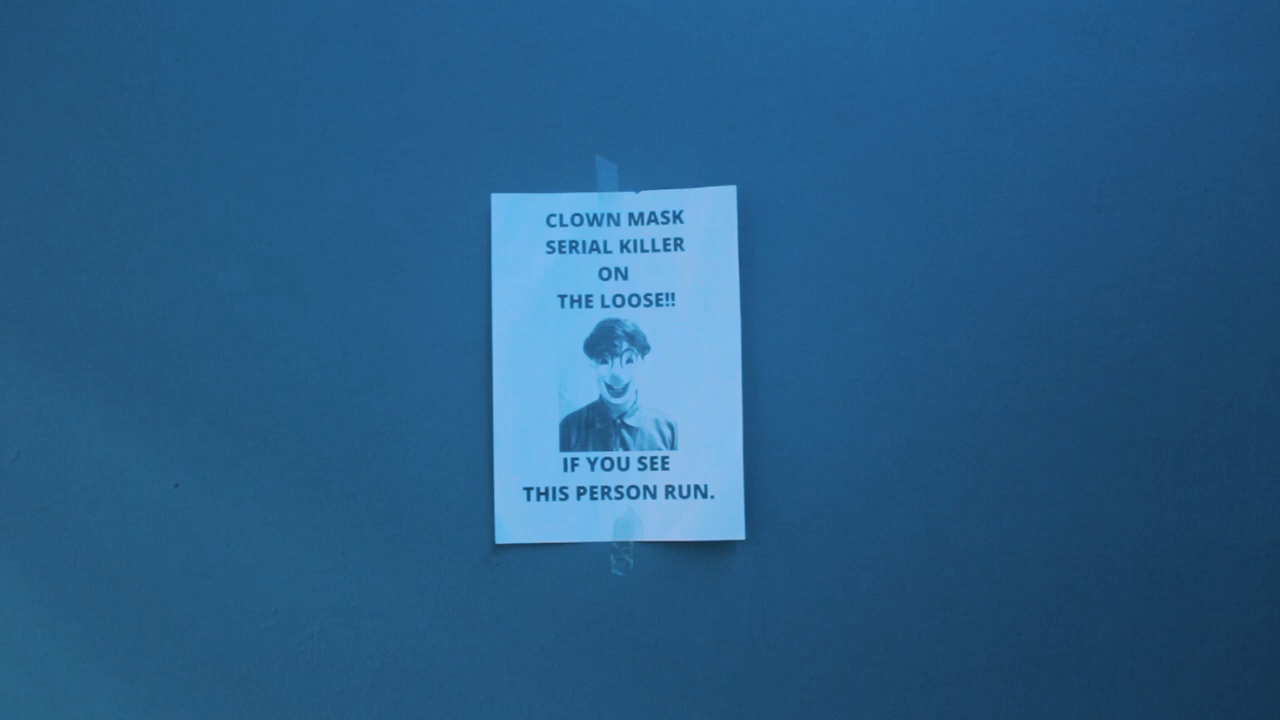 CLOWN MASK
SERIAL KILLER
ON
THE LOOSE!!
IF YOU SEE
THIS PERSON RUN.